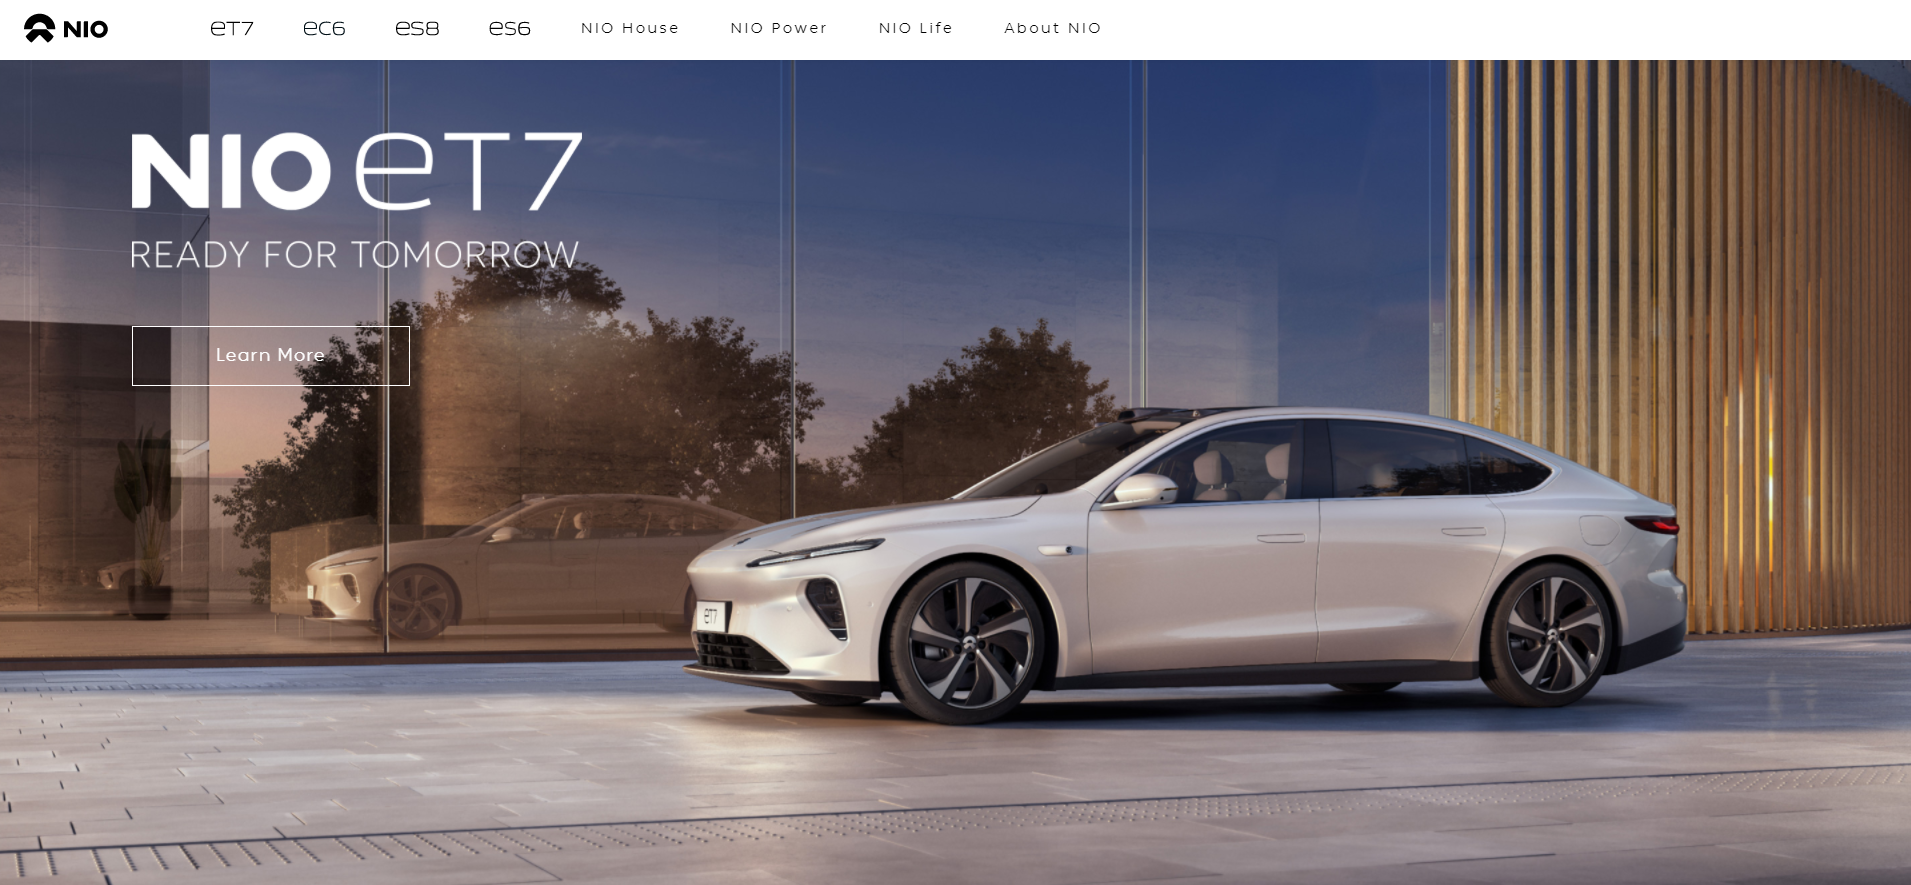 NIO eT7 eC6 eS8 eS6 NIO House NIO Power NIO Life About NIO
NIO eT7
READY FOR TOMORROW
Learn More
eT7